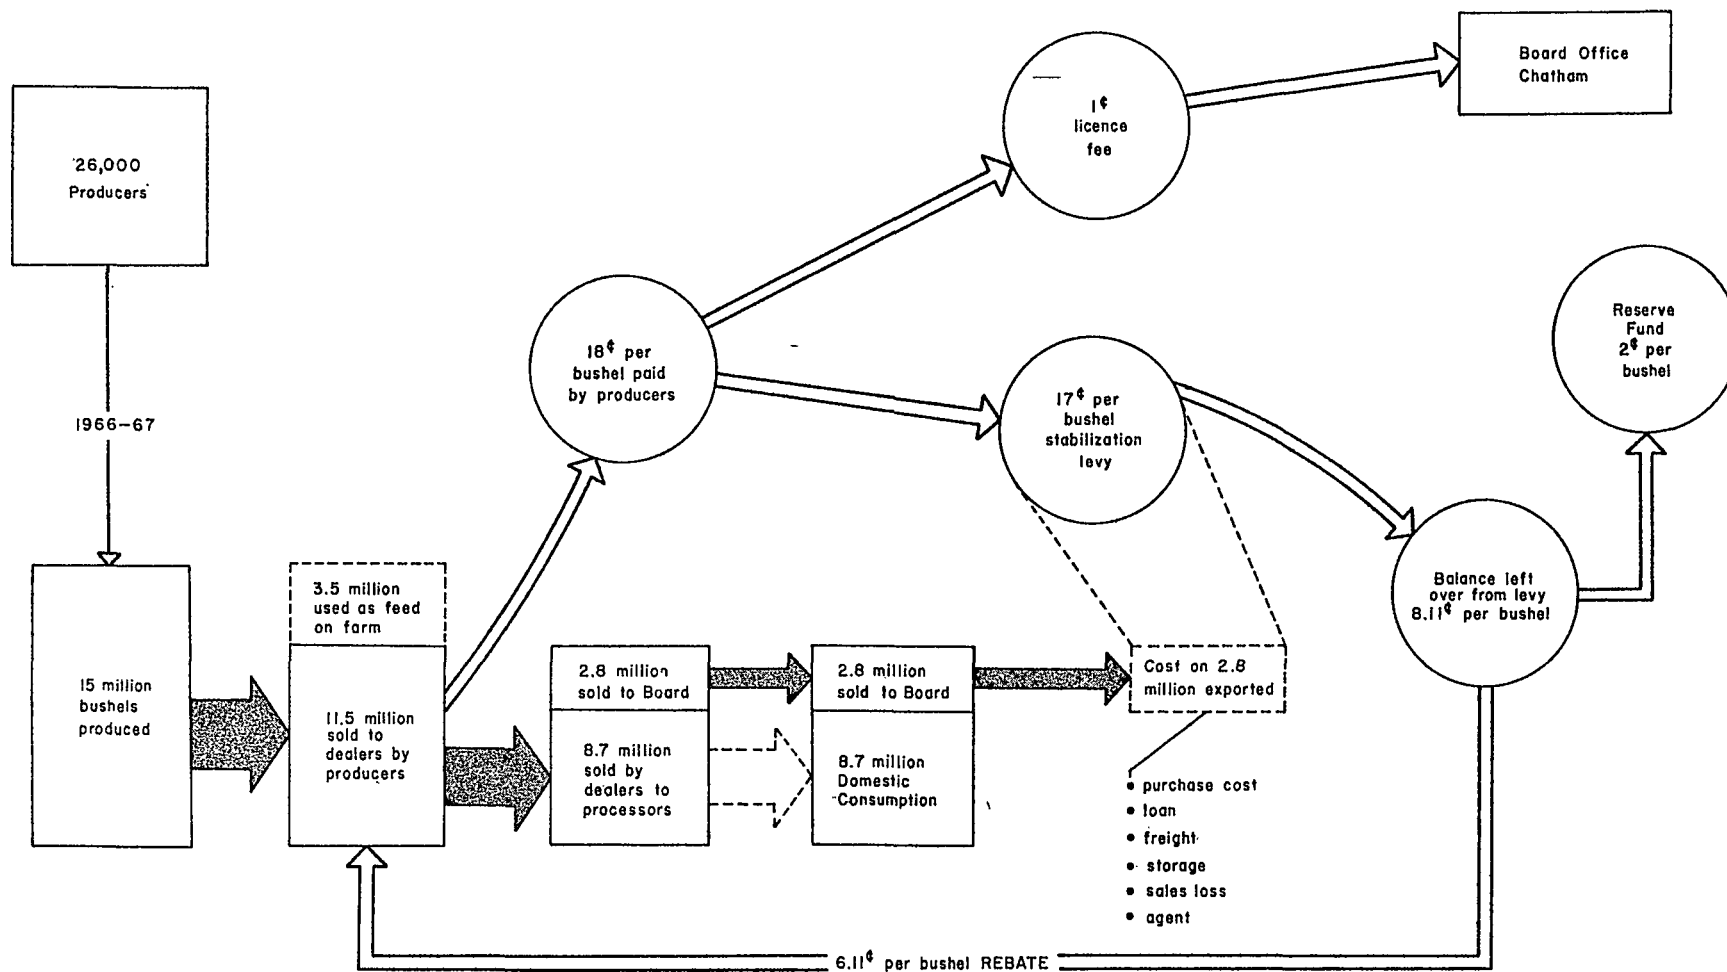 Board Office
Chatham
1¢
licence
fee
26,000
Producers
Reserve
Fund
2¢ per
bushel
18¢ per
bushel paid
by producers
17¢ per
bushel
stabilization
levy
1966-67
Balance left
over from levy
8.11¢ per bushel
3.5 million
used as feed
on farm
15 million
bushels
produced
11.5 million
sold to
dealers by
producers
2.8 million
sold to Board
8.7 million
sold by
dealers to
processors
2.8 million
sold to Board
8.7 million
Domestic
Consumption
Cost on 2.8
million exported
• purchase cost
• loan
• freight
• storage
• sales loss
• agent
6.11¢ per bushel REBATE